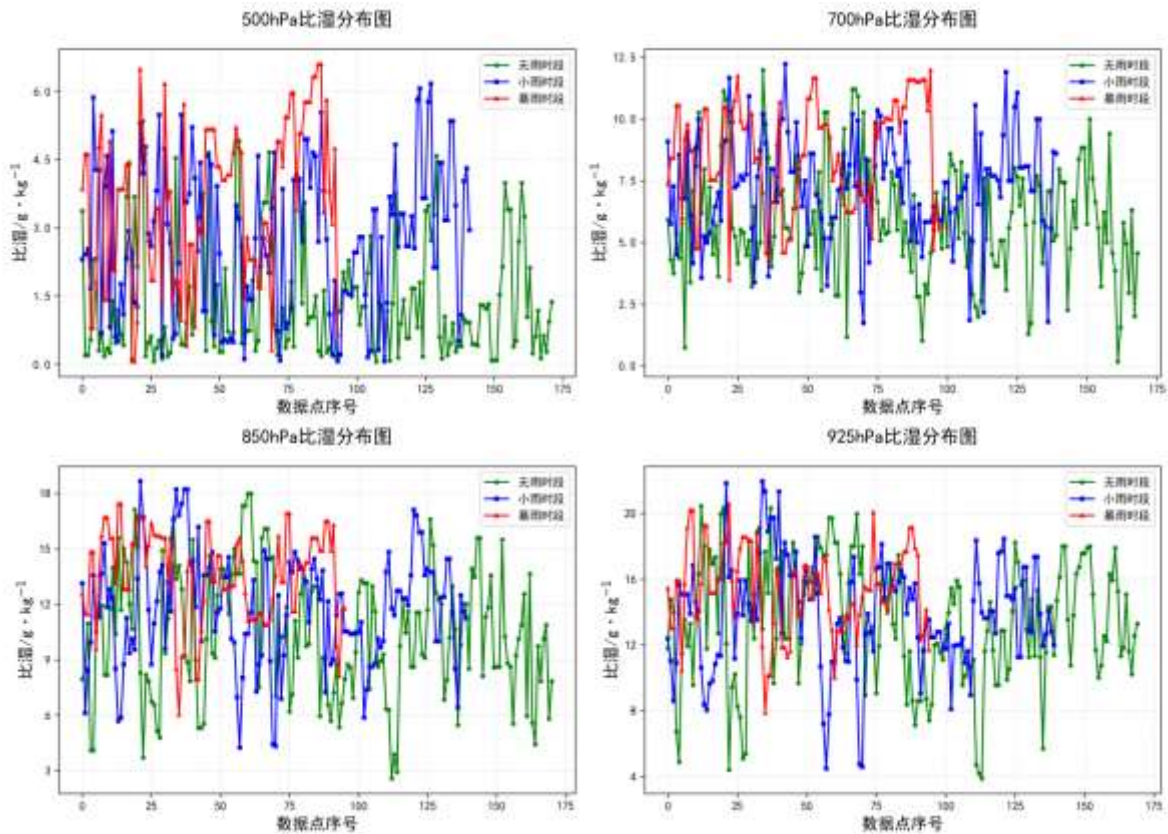 500hPa比湿分布图
比湿/g·kg⁻¹
6.0
4.5
3.0
1.5
0.0
无雨时段
小雨时段
暴雨时段
0 25 50 75 100 125 150 175
数据点序号
700hPa比湿分布图
比湿/g·kg⁻¹
12.5
10.0
7.5
5.0
2.5
0.0
无雨时段
小雨时段
暴雨时段
0 25 50 75 100 125 150 175
数据点序号
850hPa比湿分布图
比湿/g·kg⁻¹
18
15
12
9
6
3
无雨时段
小雨时段
暴雨时段
0 25 50 75 100 125 150 175
数据点序号
925hPa比湿分布图
比湿/g·kg⁻¹
20
16
12
8
4
无雨时段
小雨时段
暴雨时段
0 25 50 75 100 125 150 175
数据点序号